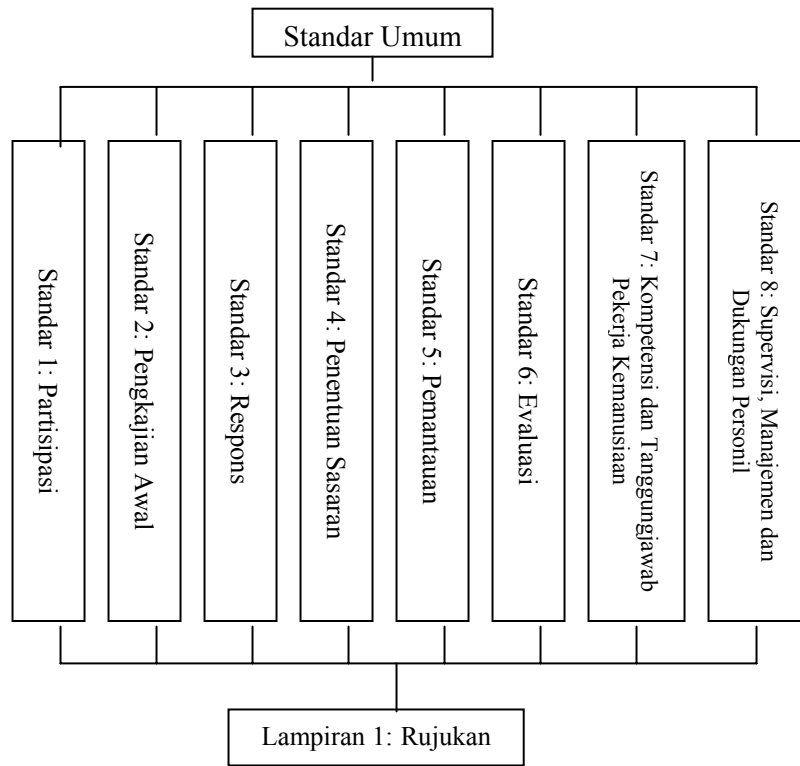 Standar Umum
Standar 1: Partisipasi
Standar 2: Pengkajian Awal
Standar 3: Respons
Standar 4: Penentuan Sasaran
Standar 5: Pemantauan
Standar 6: Evaluasi
Standar 7: Kompetensi dan Tanggungjawab
Pekerja Kemanusiaan
Standar 8: Supervisi, Manajemen dan
Dukungan Personil
Lampiran 1: Rujukan